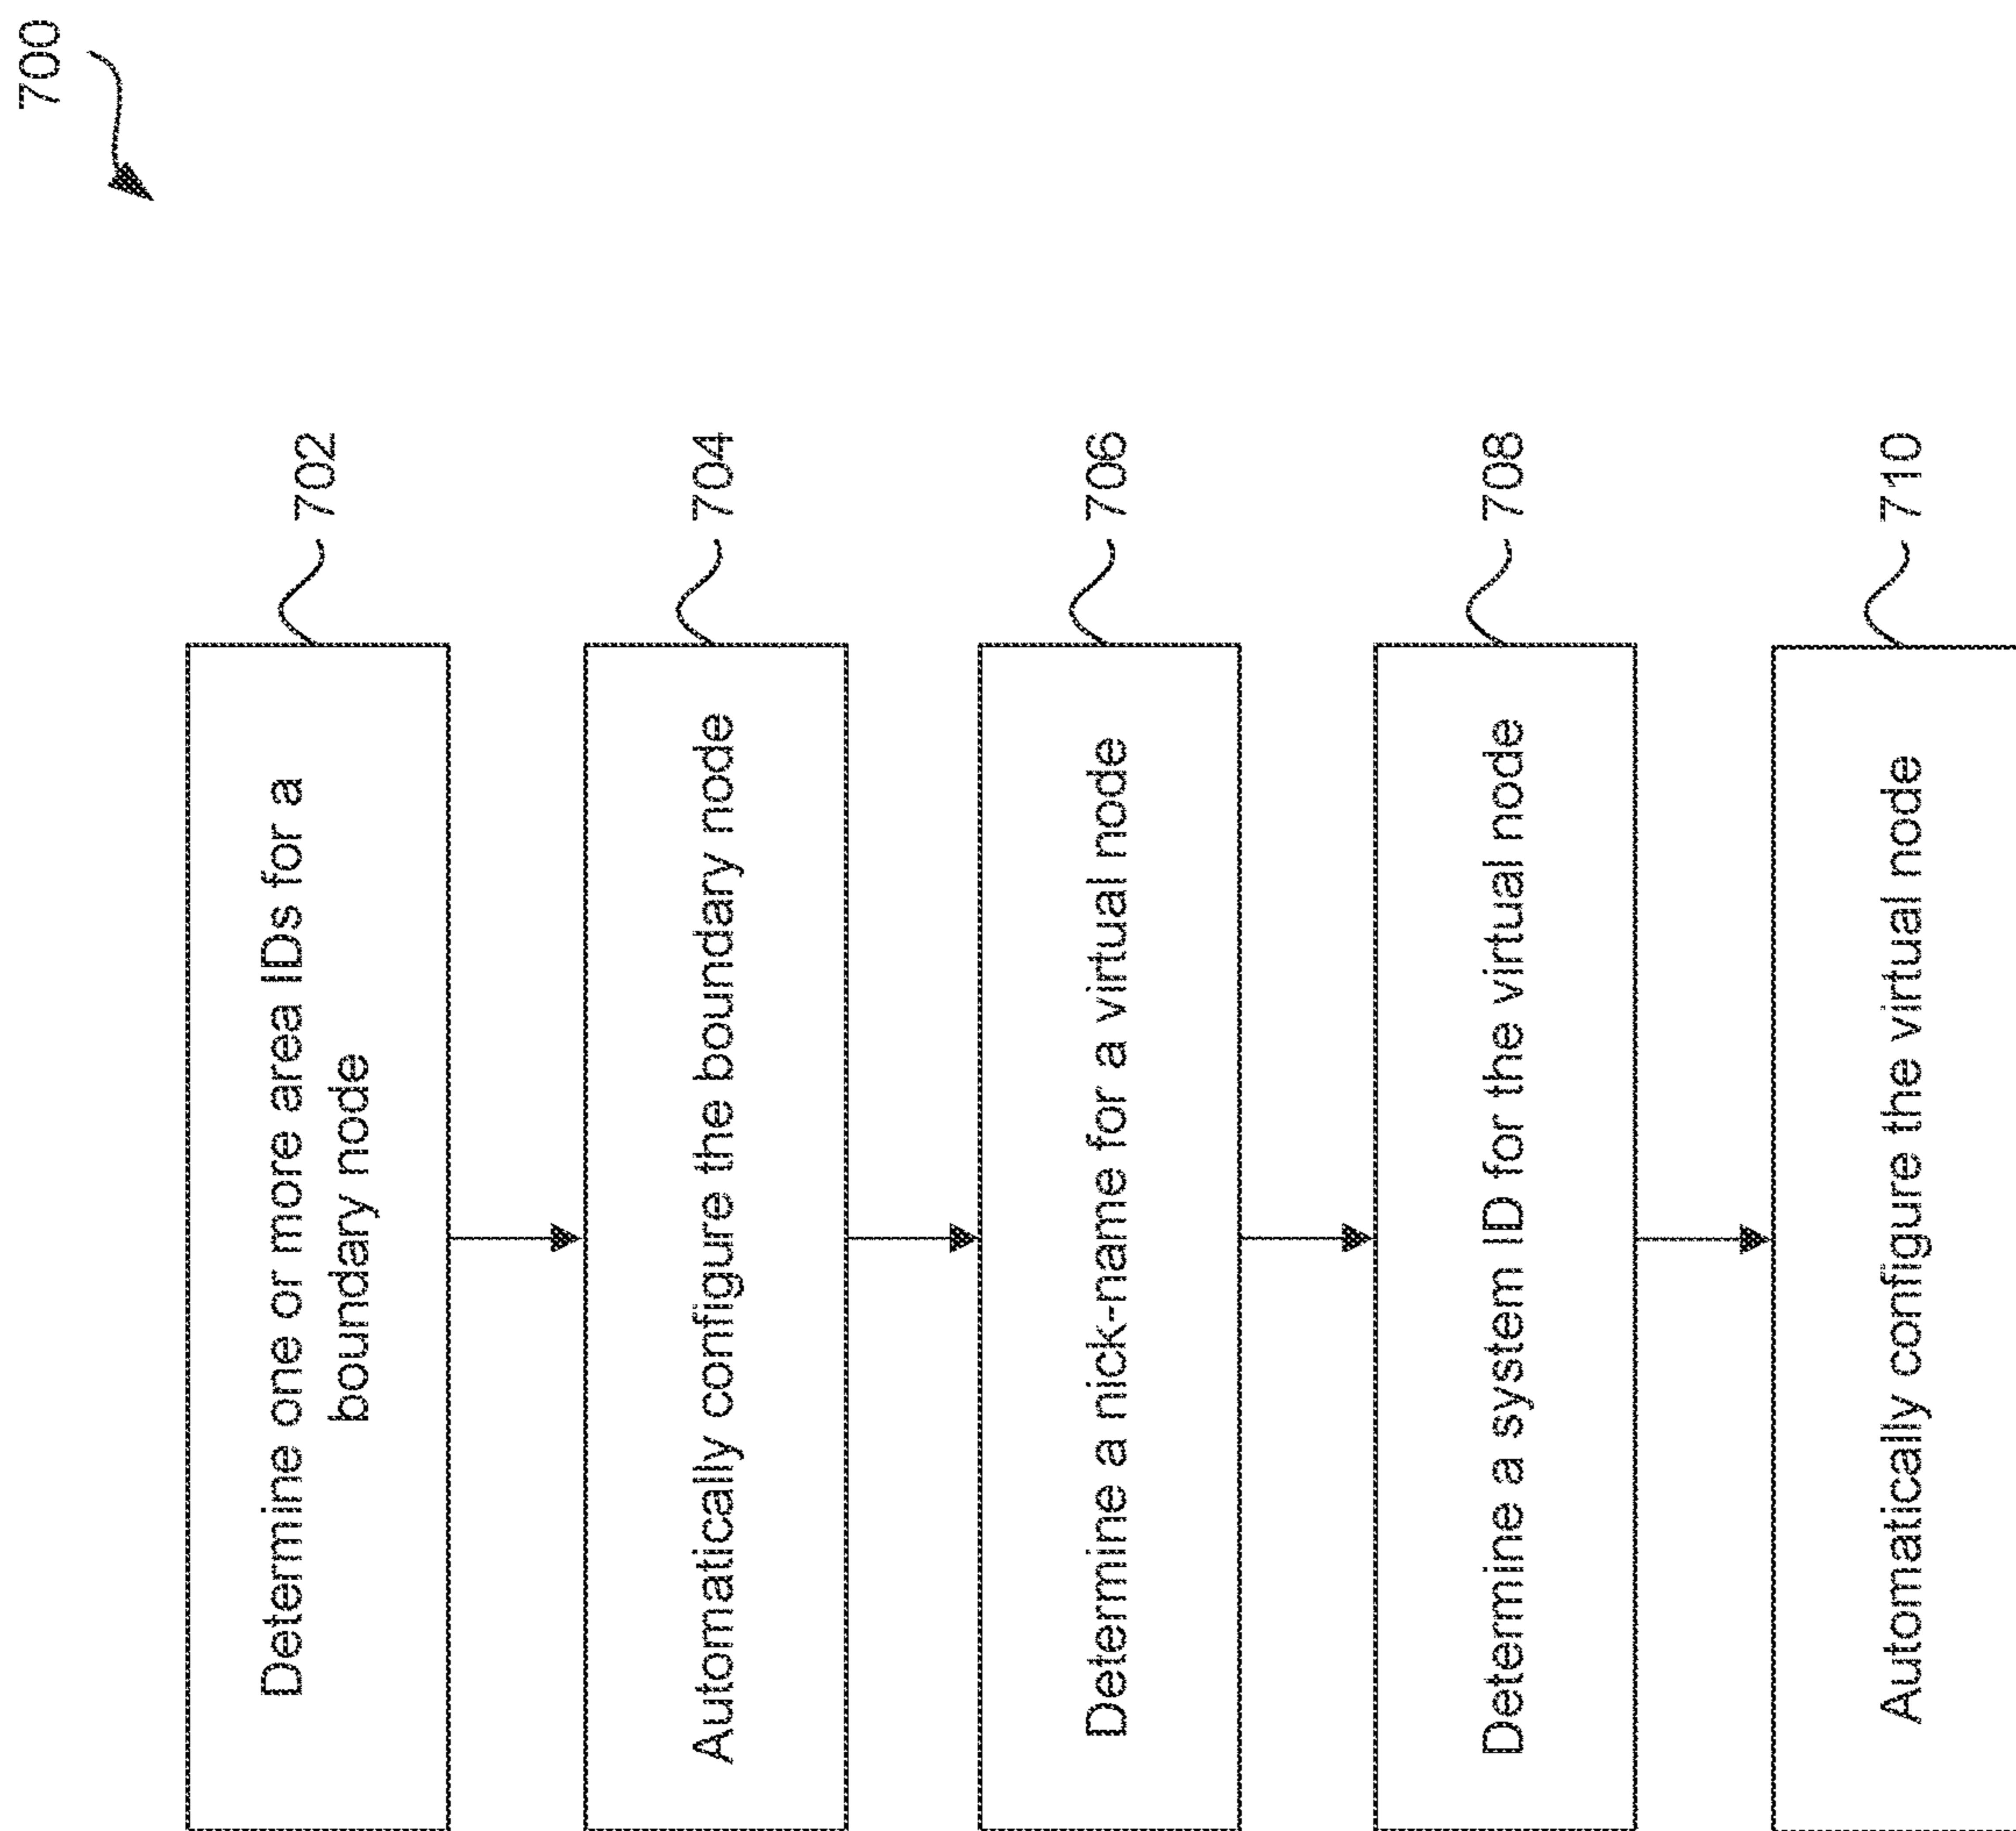 700
Determine one or more area IDs for a
boundary node
702
Automatically configure the boundary node
704
Determine a nick-name for a virtual node
706
Determine a system ID for the virtual node
708
Automatically configure the virtual node
710